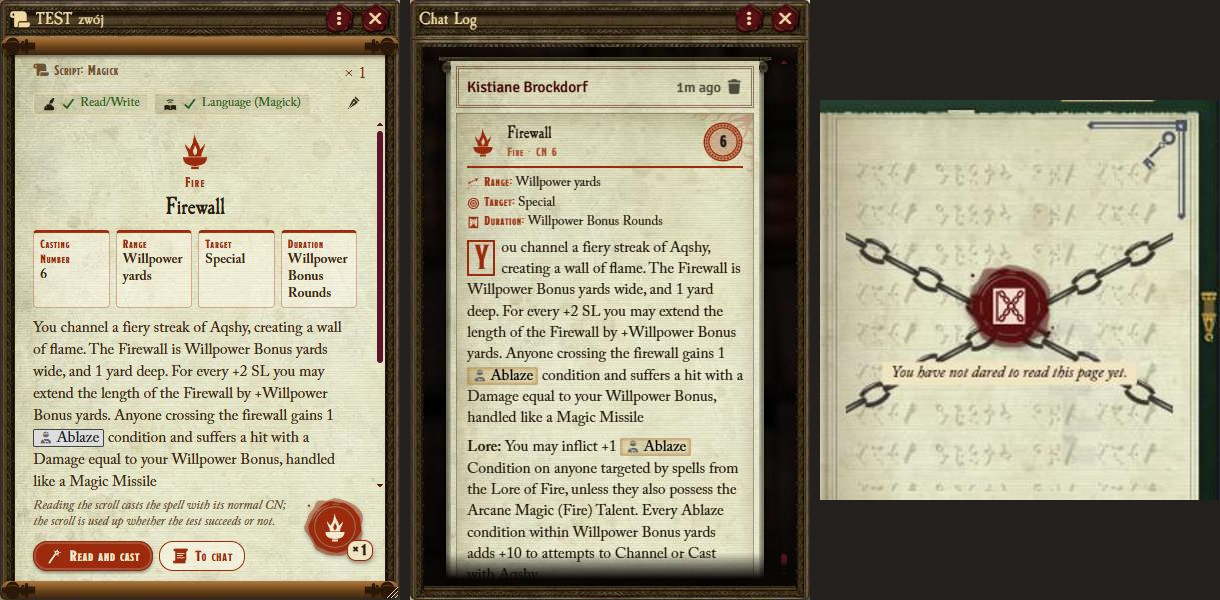 TEST zwój
Script: Magick
× 1
Read/Write
Language (Magick)
Fire
Firewall
Casting
Number
6
Range
Willpower
yards
Target
Special
Duration
Willpower
Bonus
Rounds
You channel a fiery streak of Aqshy, creating a wall
of flame. The Firewall is Willpower Bonus yards
wide, and 1 yard deep. For every +2 SL you may
extend the length of the Firewall by +Willpower
Bonus yards. Anyone crossing the firewall gains 1
Ablaze condition and suffers a hit with a
Damage equal to your Willpower Bonus, handled
like a Magic Missile
Reading the scroll casts the spell with its normal CN;
the scroll is used up whether the test succeeds or not.
Read and cast
To chat
×1
Chat Log
Kistiane Brockdorf
1m ago
Firewall
Fire · CN 6
6
Range: Willpower yards
Target: Special
Duration: Willpower Bonus Rounds
You channel a fiery streak of Aqshy,
creating a wall of flame. The Firewall is
Willpower Bonus yards wide, and 1 yard
deep. For every +2 SL you may extend the
length of the Firewall by +Willpower Bonus
yards. Anyone crossing the firewall gains 1
Ablaze condition and suffers a hit with a
Damage equal to your Willpower Bonus,
handled like a Magic Missile
Lore: You may inflict +1 Ablaze
Condition on anyone targeted by spells from
the Lore of Fire, unless they also possess the
Arcane Magic (Fire) Talent. Every Ablaze
condition within Willpower Bonus yards
adds +10 to attempts to Channel or Cast
with Aqshy.
You have not dared to read this page yet.